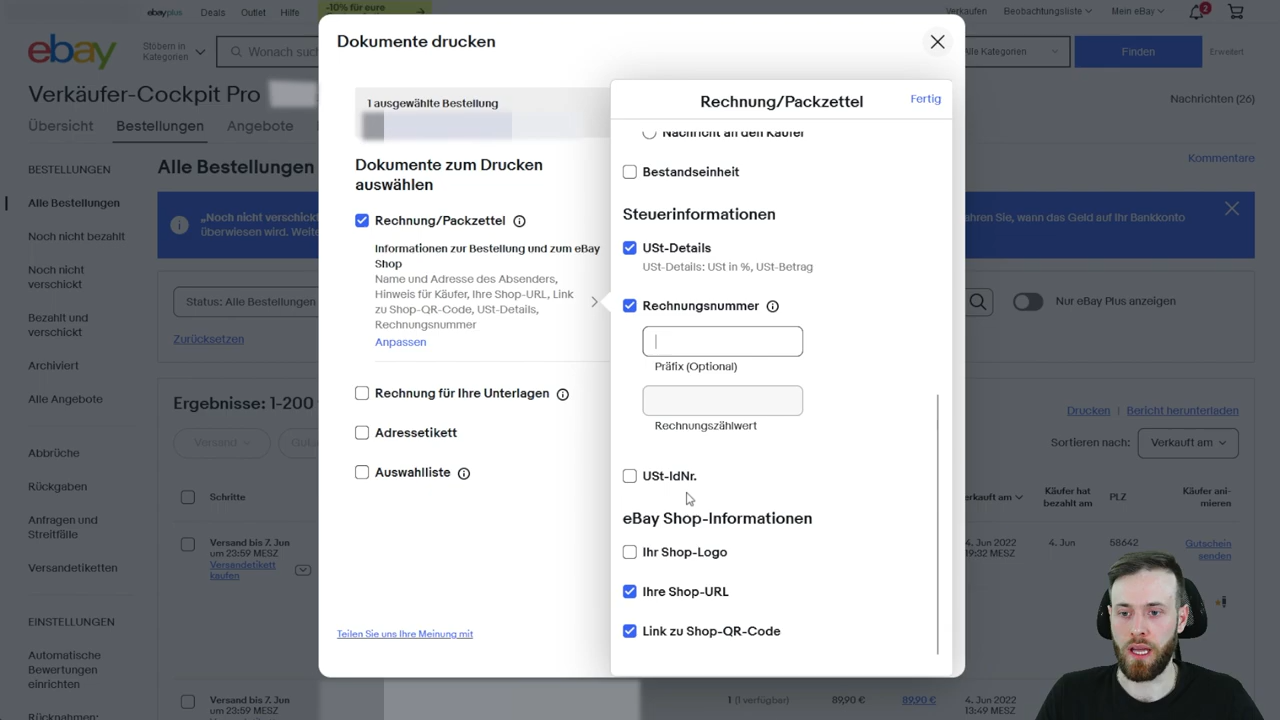 ebayplus Deals Outlet Hilfe -10% für eure Verkaufen Beobachtungsliste Mein eBay 2
ebay Stöbern in Kategorien Wonach such Alle Kategorien Finden Erweitert
Verkäufer-Cockpit Pro Nachrichten (26)
Übersicht Bestellungen Angebote
Kommentare
BESTELLUNGEN
Alle Bestellungen
Noch nicht bezahlt
Noch nicht
verschickt
Bezahlt und
verschickt
Archiviert
Alle Angebote
Abbrüche
Rückgaben
Anfragen und
Streitfälle
Versandetiketten
EINSTELLUNGEN
Automatische
Bewertungen
einrichten
Rücknahmen:
Alle Bestellungen
„Noch nicht verschickt
überwiesen wird. Weite
ahren Sie, wann das Geld auf Ihr Bankkonto
Status: Alle Bestellungen
Nur eBay Plus anzeigen
Zurücksetzen
Ergebnisse: 1-200
Drucken Bericht herunterladen
Versand
Sortieren nach: Verkauft am
Schritte
erkauft am Käufer hat bezahlt am PLZ Käufer ani-
mieren
Versand bis 7. Jun
um 23:59 MESZ
Versandetikett
kaufen
4. Jun 2022
19:32 MESZ
4. Jun
58642
Gutschein
senden
Versand bis 7. Jun
um 23:59 MESZ
1 (1 verfügbar) 89,90 € 89,90 € 4. Jun 2022
13:49 MESZ
Dokumente drucken
1 ausgewählte Bestellung
Dokumente zum Drucken
auswählen
Rechnung/Packzettel
Informationen zur Bestellung und zum eBay
Shop
Name und Adresse des Absenders,
Hinweis für Käufer, Ihre Shop-URL, Link
zu Shop-QR-Code, USt-Details,
Rechnungsnummer
Anpassen
Rechnung für Ihre Unterlagen
Adressetikett
Auswahlliste
Teilen Sie uns Ihre Meinung mit
Rechnung/Packzettel Fertig
Nachricht an den Käufer
Bestandseinheit
Steuerinformationen
USt-Details
USt-Details: USt in %, USt-Betrag
Rechnungsnummer
Präfix (Optional)
Rechnungszählwert
USt-IdNr.
eBay Shop-Informationen
Ihr Shop-Logo
Ihre Shop-URL
Link zu Shop-QR-Code